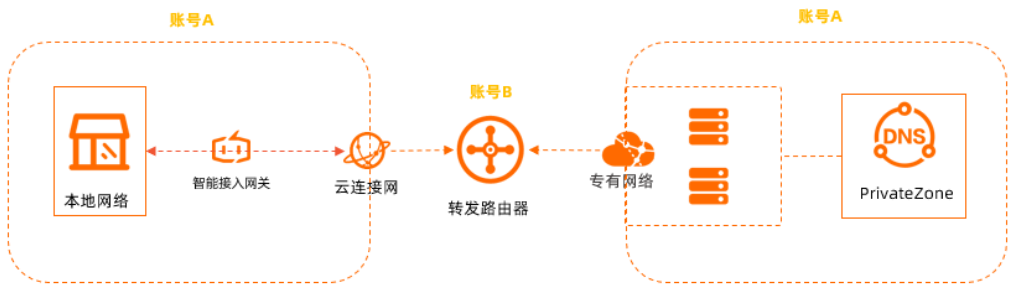 账号A
账号A
账号B
DNS
智能接入网关
云连接网
专有网络
PrivateZone
本地网络
转发路由器